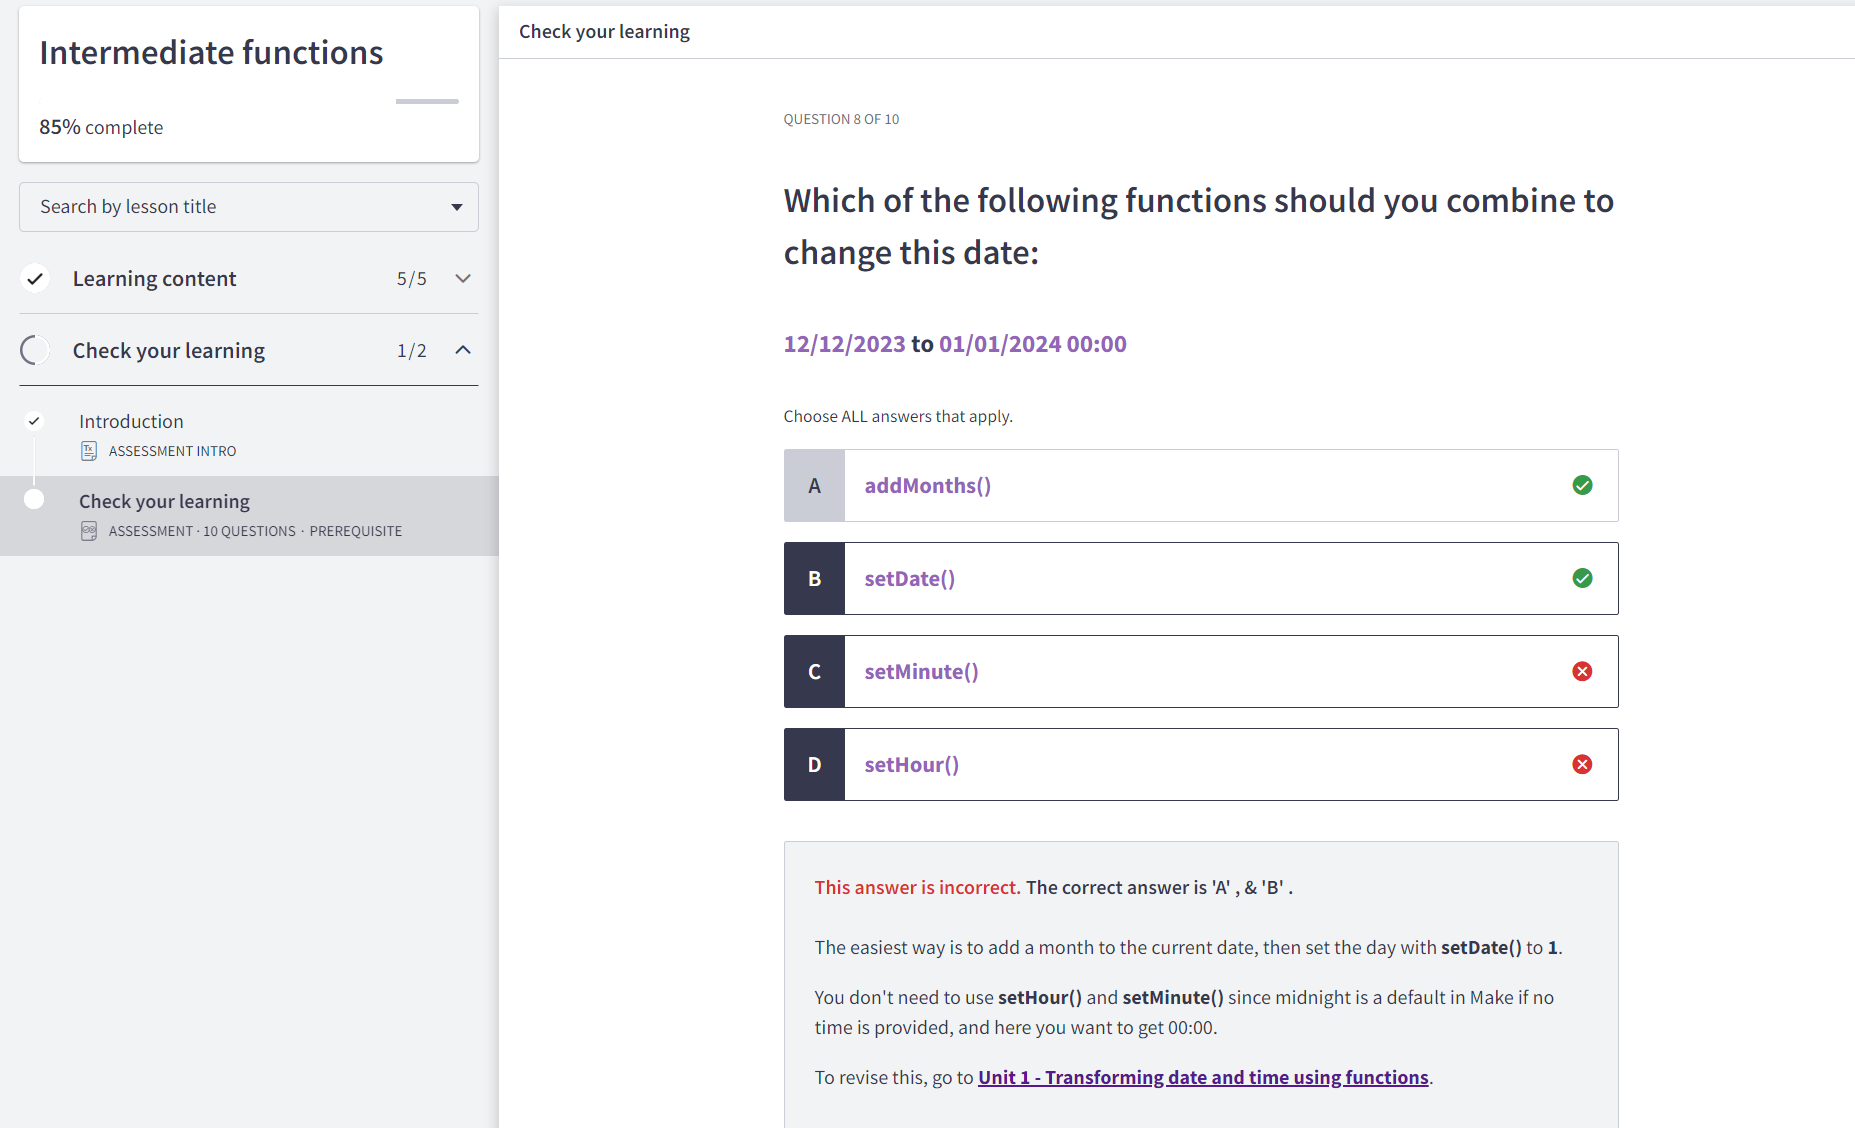 Intermediate functions
85% complete
Search by lesson title
Learning content 5/5
Check your learning 1/2
Introduction
ASSESSMENT INTRO
Check your learning
ASSESSMENT · 10 QUESTIONS · PREREQUISITE
Check your learning
QUESTION 8 OF 10
Which of the following functions should you combine to
change this date:
12/12/2023 to 01/01/2024 00:00
Choose ALL answers that apply.
A addMonths()
B setDate()
C setMinute()
D setHour()
This answer is incorrect. The correct answer is 'A' , & 'B' .
The easiest way is to add a month to the current date, then set the day with setDate() to 1.
You don't need to use setHour() and setMinute() since midnight is a default in Make if no
time is provided, and here you want to get 00:00.
To revise this, go to Unit 1 - Transforming date and time using functions.